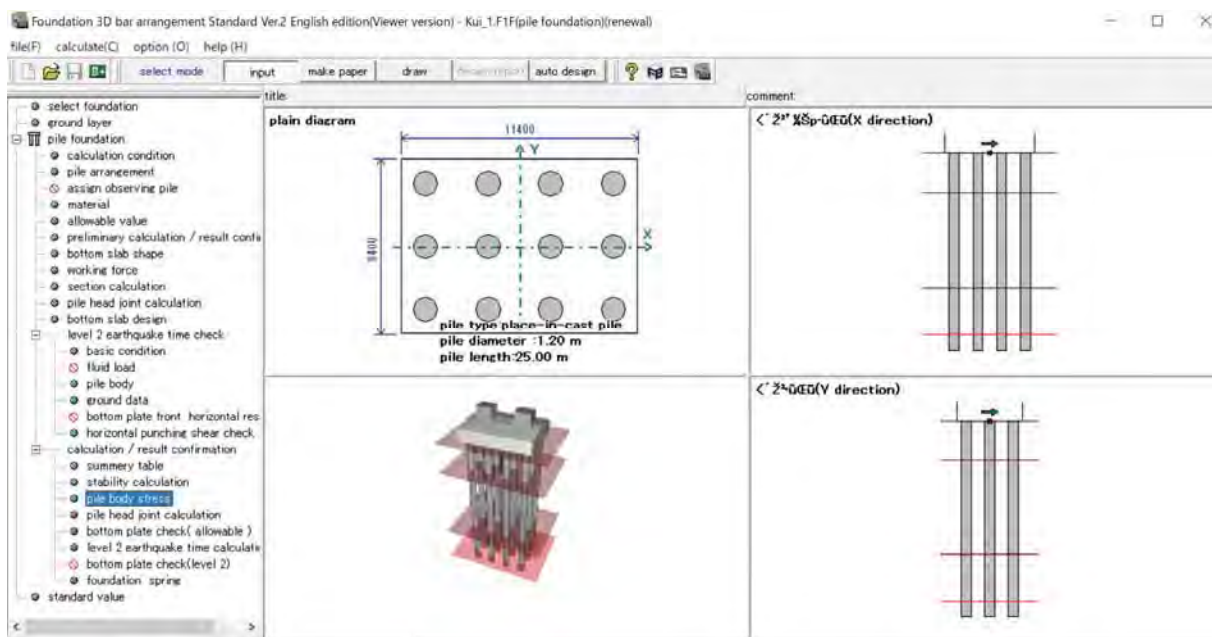 Foundation 3D bar arrangement Standard Ver.2 English edition(Viewer version) - Kui_1.F1F(pile foundation)(renewal)
file(F) calculate(C) option (O) help (H)
select mode input make paper draw auto design
title:
comment:
select foundation
ground layer
pile foundation
calculation condition
pile arrangement
assign observing pile
material
allowable value
preliminary calculation / result confi
bottom slab shape
working force
section calculation
pile head joint calculation
bottom slab design
level 2 earthquake time check
basic condition
fluid load
pile body
ground data
bottom plate front horizontal res
horizontal punching shear check
calculation / result confirmation
summery table
stability calculation
pile body stress
pile head joint calculation
bottom plate check( allowable )
level 2 earthquake time calculati
bottom plate check(level 2)
foundation spring
standard value
plain diagram
11400
Y
X
pile type place-in-cast pile
pile diameter :1.20 m
pile length:25.00 m
(X direction)
(Y direction)